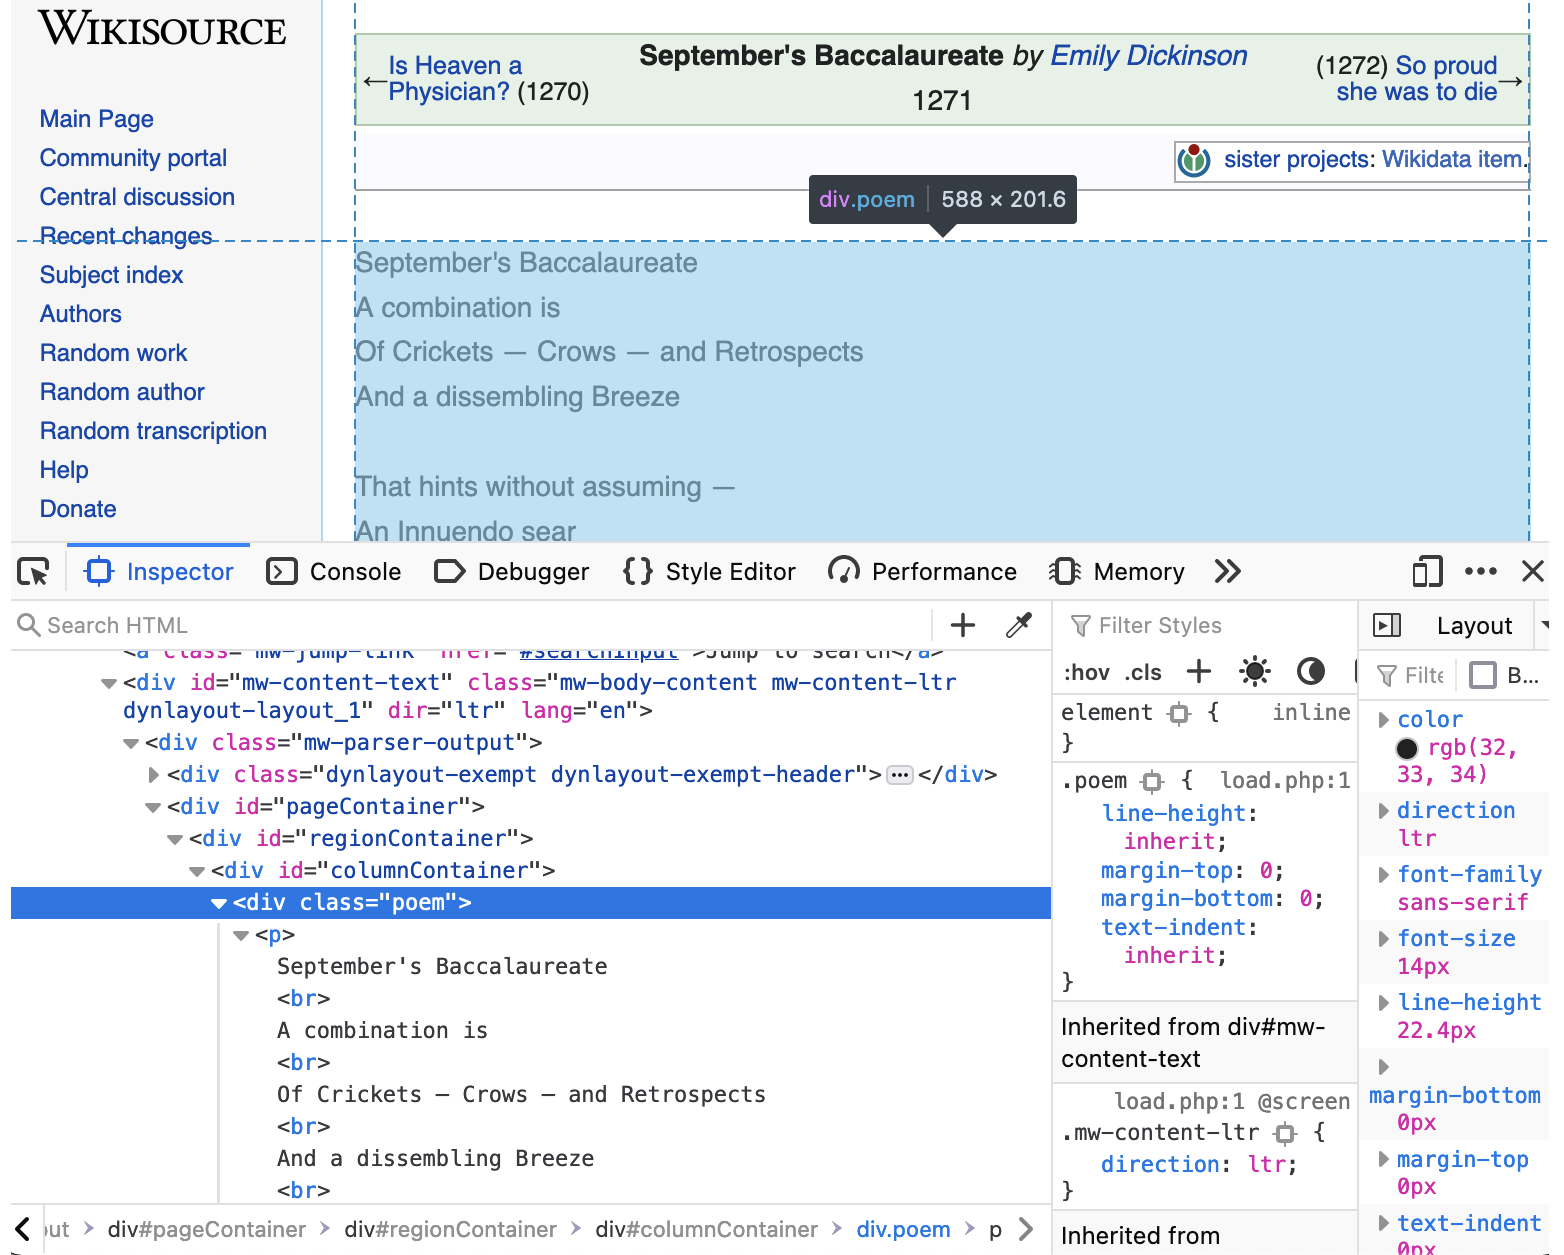 WIKISOURCE
Main Page
Community portal
Central discussion
Recent changes
Subject index
Authors
Random work
Random author
Random transcription
Help
Donate
← Is Heaven a Physician? (1270)
September's Baccalaureate by Emily Dickinson
1271
(1272) So proud she was to die →
sister projects: Wikidata item.
div.poem 588 × 201.6
September's Baccalaureate
A combination is
Of Crickets — Crows — and Retrospects
And a dissembling Breeze
That hints without assuming —
An Innuendo sear
Inspector Console Debugger {} Style Editor Performance Memory
Search HTML
<a class="mw-jump-link" href="#searchInput">Jump to search</a>
<div id="mw-content-text" class="mw-body-content mw-content-ltr
dynlayout-layout_1" dir="ltr" lang="en">
<div class="mw-parser-output">
<div class="dynlayout-exempt dynlayout-exempt-header">…</div>
<div id="pageContainer">
<div id="regionContainer">
<div id="columnContainer">
<div class="poem">
<p>
September's Baccalaureate
<br>
A combination is
<br>
Of Crickets — Crows — and Retrospects
<br>
And a dissembling Breeze
<br>
div#pageContainer div#regionContainer div#columnContainer div.poem p
Filter Styles
:hov .cls +
element { inline
}
.poem { load.php:1
line-height:
inherit;
margin-top: 0;
margin-bottom: 0;
text-indent:
inherit;
}
Inherited from div#mw-
content-text
load.php:1 @screen
.mw-content-ltr {
direction: ltr;
}
Inherited from
Layout
B...
color
rgb(32,
33, 34)
direction
ltr
font-family
sans-serif
font-size
14px
line-height
22.4px
margin-bottom
0px
margin-top
0px
text-indent
0px